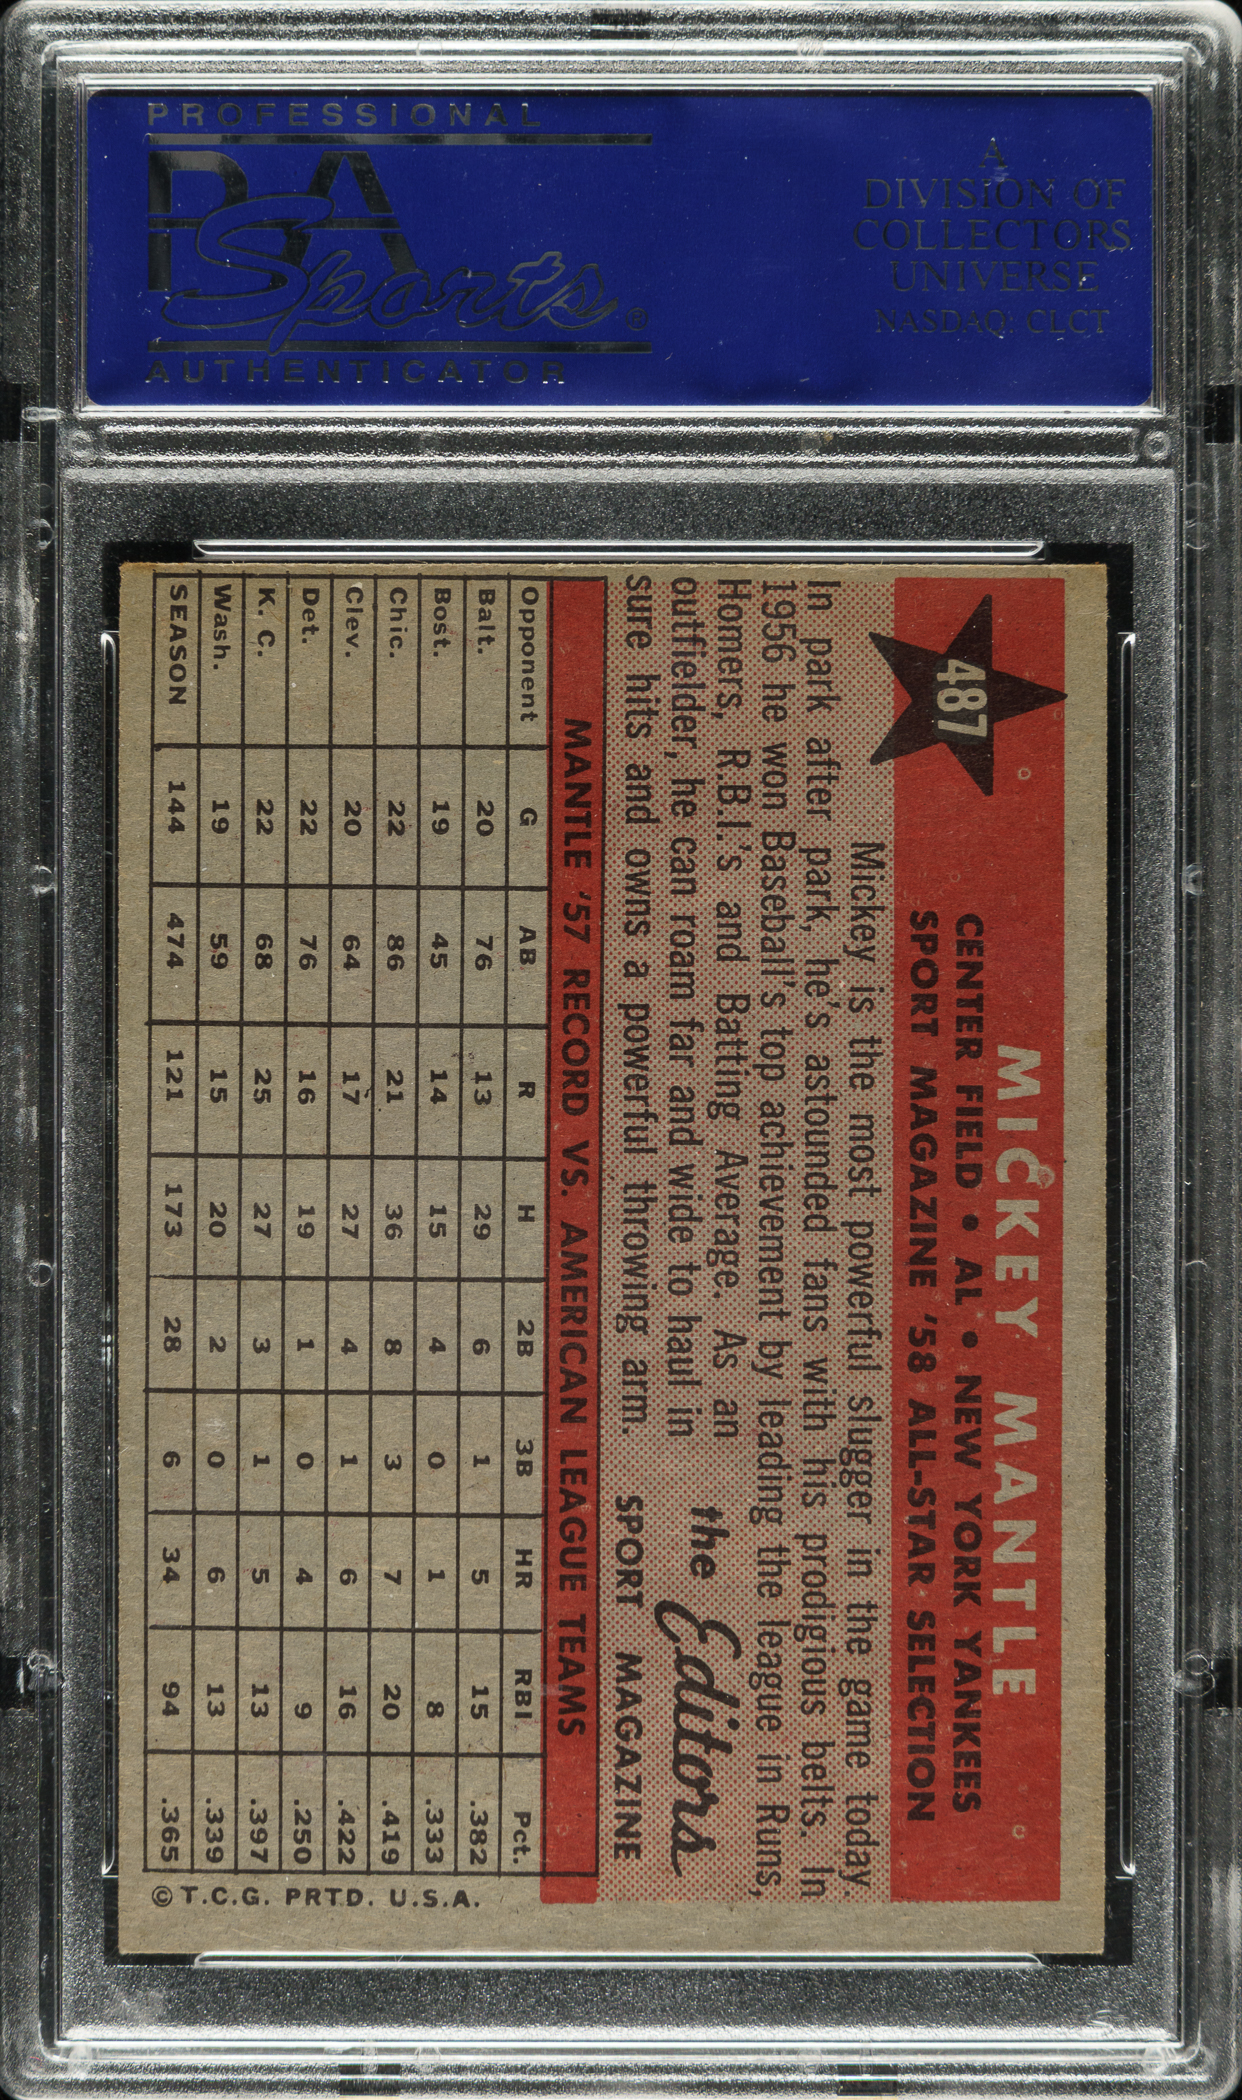 PROFESSIONAL
PSA
Sports®
AUTHENTICATOR
A
DIVISION OF
COLLECTORS
UNIVERSE
NASDAQ: CLCT
487
MICKEY MANTLE
CENTER FIELD • AL • NEW YORK YANKEES
SPORT MAGAZINE '58 ALL-STAR SELECTION
Mickey is the most powerful slugger in the game today.
In park after park, he's astounded fans with his prodigious belts. In
1956 he won Baseball's top achievement by leading the league in Runs,
Homers, R.B.I.'s and Batting Average. As an
outfielder, he can roam far and wide to haul in
sure hits and owns a powerful throwing arm.
the Editors
SPORT MAGAZINE
MANTLE '57 RECORD VS. AMERICAN LEAGUE TEAMS
Opponent G AB R H 2B 3B HR RBI Pct.
Balt. 20 76 13 29 6 1 5 15 .382
Bost. 19 45 14 15 4 0 1 8 .333
Chic. 22 86 21 36 8 3 7 20 .419
Clev. 20 64 17 27 4 1 6 16 .422
Det. 22 76 16 19 1 0 4 9 .250
K. C. 22 68 25 27 3 1 5 13 .397
Wash. 19 59 15 20 2 0 6 13 .339
SEASON 144 474 121 173 28 6 34 94 .365
© T.C.G. PRTD. U.S.A.